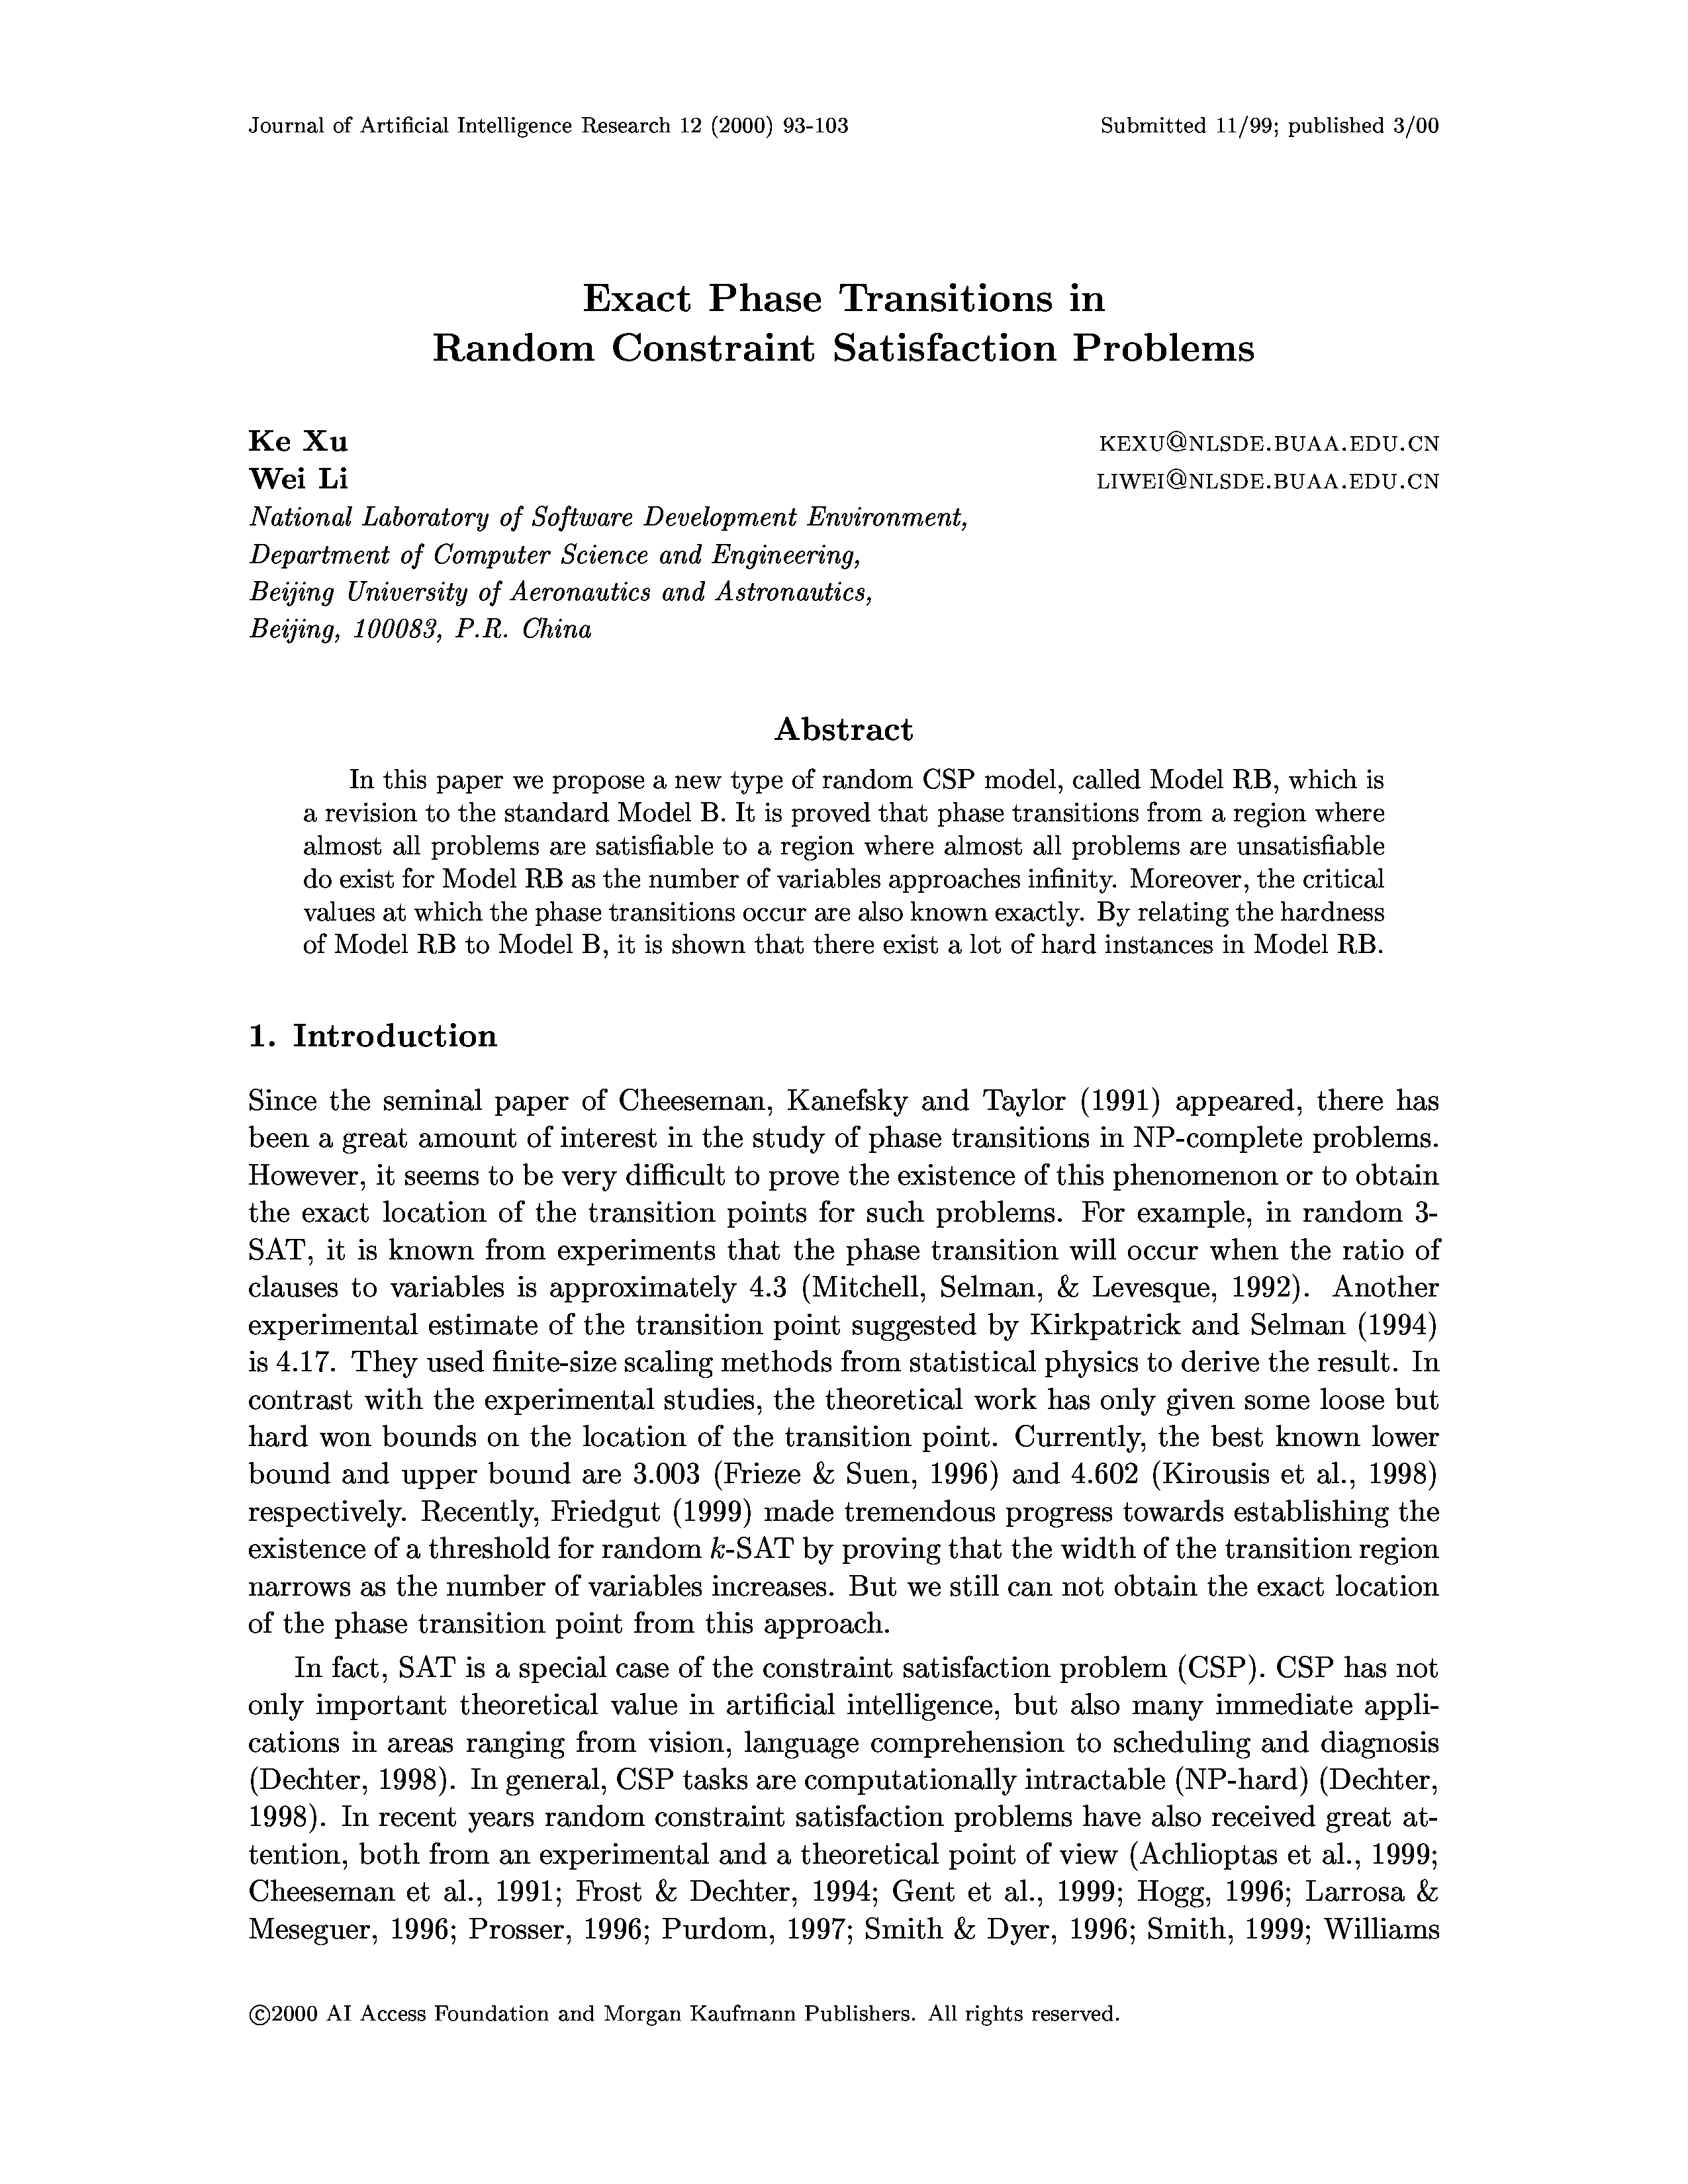 Journal of Artificial Intelligence Research 12 (2000) 93-103
Submitted 11/99; published 3/00
Exact Phase Transitions in
Random Constraint Satisfaction Problems
Ke Xu
KEXU@NLSDE.BUAA.EDU.CN
Wei Li
LIWEI@NLSDE.BUAA.EDU.CN
National Laboratory of Software Development Environment,
Department of Computer Science and Engineering,
Beijing University of Aeronautics and Astronautics,
Beijing, 100083, P.R. China
Abstract
In this paper we propose a new type of random CSP model, called Model RB, which is
a revision to the standard Model B. It is proved that phase transitions from a region where
almost all problems are satisfiable to a region where almost all problems are unsatisfiable
do exist for Model RB as the number of variables approaches infinity. Moreover, the critical
values at which the phase transitions occur are also known exactly. By relating the hardness
of Model RB to Model B, it is shown that there exist a lot of hard instances in Model RB.
1. Introduction
Since the seminal paper of Cheeseman, Kanefsky and Taylor (1991) appeared, there has
been a great amount of interest in the study of phase transitions in NP-complete problems.
However, it seems to be very difficult to prove the existence of this phenomenon or to obtain
the exact location of the transition points for such problems. For example, in random 3-
SAT, it is known from experiments that the phase transition will occur when the ratio of
clauses to variables is approximately 4.3 (Mitchell, Selman, & Levesque, 1992). Another
experimental estimate of the transition point suggested by Kirkpatrick and Selman (1994)
is 4.17. They used finite-size scaling methods from statistical physics to derive the result. In
contrast with the experimental studies, the theoretical work has only given some loose but
hard won bounds on the location of the transition point. Currently, the best known lower
bound and upper bound are 3.003 (Frieze & Suen, 1996) and 4.602 (Kirousis et al., 1998)
respectively. Recently, Friedgut (1999) made tremendous progress towards establishing the
existence of a threshold for random k-SAT by proving that the width of the transition region
narrows as the number of variables increases. But we still can not obtain the exact location
of the phase transition point from this approach.
In fact, SAT is a special case of the constraint satisfaction problem (CSP). CSP has not
only important theoretical value in artificial intelligence, but also many immediate appli-
cations in areas ranging from vision, language comprehension to scheduling and diagnosis
(Dechter, 1998). In general, CSP tasks are computationally intractable (NP-hard) (Dechter,
1998). In recent years random constraint satisfaction problems have also received great at-
tention, both from an experimental and a theoretical point of view (Achlioptas et al., 1999;
Cheeseman et al., 1991; Frost & Dechter, 1994; Gent et al., 1999; Hogg, 1996; Larrosa &
Meseguer, 1996; Prosser, 1996; Purdom, 1997; Smith & Dyer, 1996; Smith, 1999; Williams
©2000 AI Access Foundation and Morgan Kaufmann Publishers. All rights reserved.